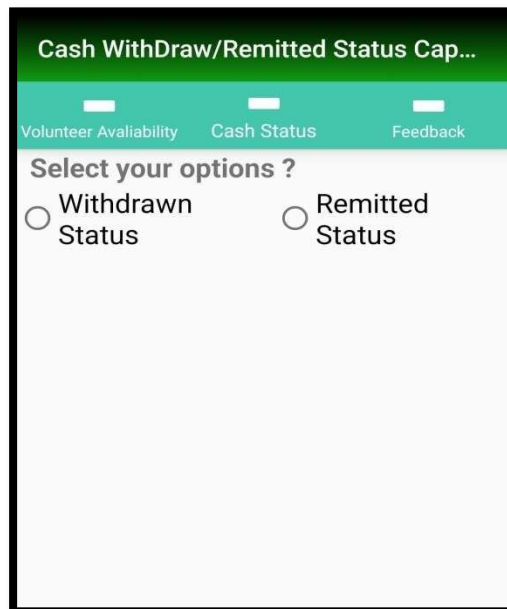 Cash WithDraw/Remitted Status Cap...
Volunteer Avaliability
Cash Status
Feedback
Select your options ?
Withdrawn
Status
Remitted
Status